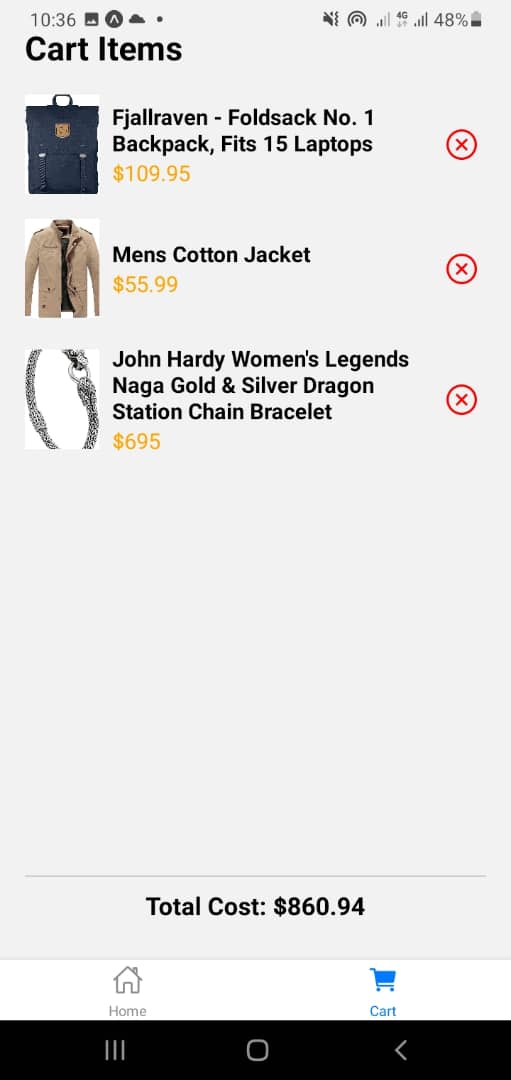 10:36
4G
48%
Cart Items
Fjallraven - Foldsack No. 1
Backpack, Fits 15 Laptops
$109.95
Mens Cotton Jacket
$55.99
John Hardy Women's Legends
Naga Gold & Silver Dragon
Station Chain Bracelet
$695
Total Cost: $860.94
Home
Cart